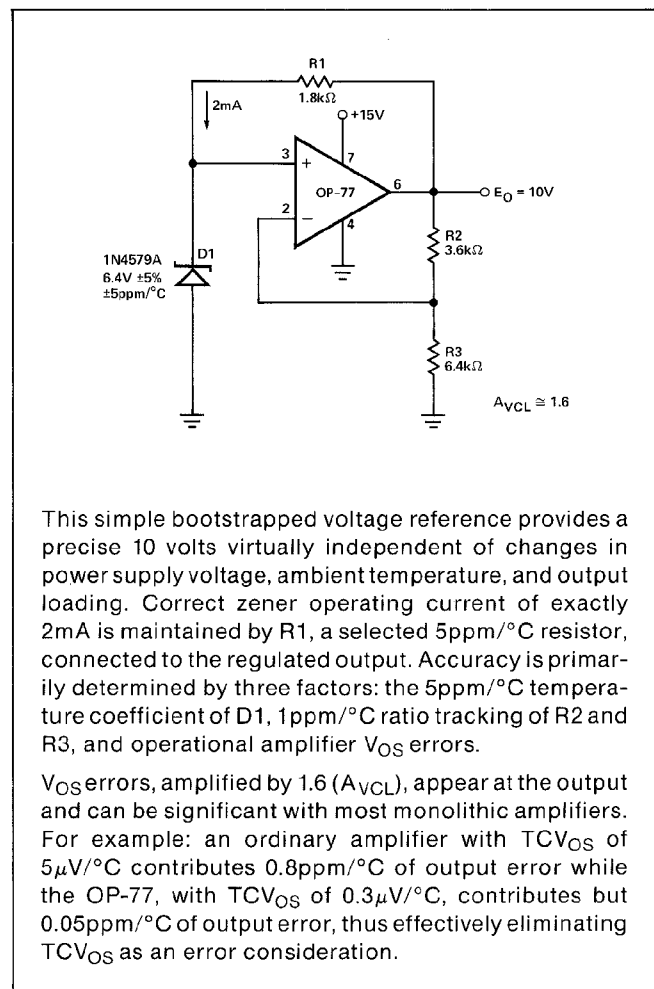 R1
1.8kΩ
2mA
+15V
3
+
7
OP-77
6
E_O = 10V
2
−
4
R2
3.6kΩ
1N4579A
D1
6.4V ±5%
±5ppm/°C
R3
6.4kΩ
A_VCL ≅ 1.6
This simple bootstrapped voltage reference provides a
precise 10 volts virtually independent of changes in
power supply voltage, ambient temperature, and output
loading. Correct zener operating current of exactly
2mA is maintained by R1, a selected 5ppm/°C resistor,
connected to the regulated output. Accuracy is primar-
ily determined by three factors: the 5ppm/°C tempera-
ture coefficient of D1, 1ppm/°C ratio tracking of R2 and
R3, and operational amplifier V_OS errors.
V_OS errors, amplified by 1.6 (A_VCL), appear at the output
and can be significant with most monolithic amplifiers.
For example: an ordinary amplifier with TCV_OS of
5μV/°C contributes 0.8ppm/°C of output error while
the OP-77, with TCV_OS of 0.3μV/°C, contributes but
0.05ppm/°C of output error, thus effectively eliminating
TCV_OS as an error consideration.